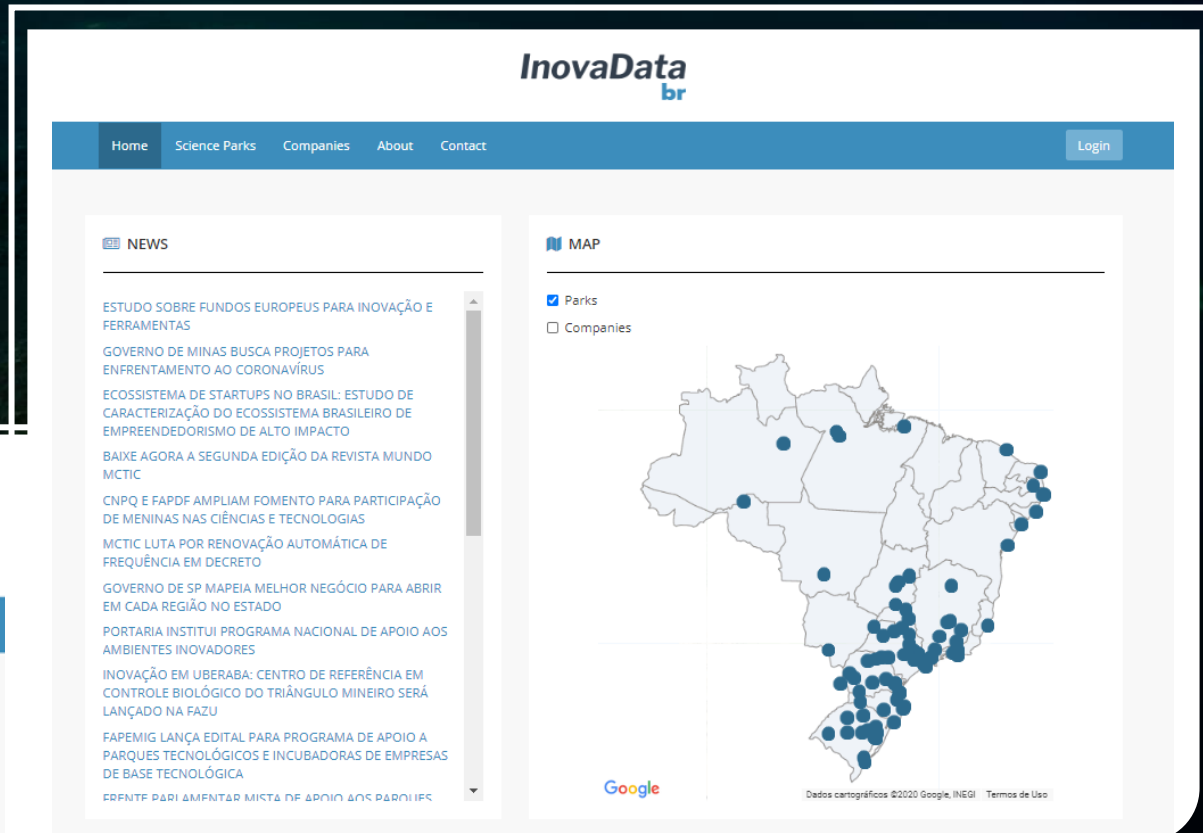 InovaData
br
Home Science Parks Companies About Contact Login
NEWS
ESTUDO SOBRE FUNDOS EUROPEUS PARA INOVAÇÃO E
FERRAMENTAS
GOVERNO DE MINAS BUSCA PROJETOS PARA
ENFRENTAMENTO AO CORONAVÍRUS
ECOSSISTEMA DE STARTUPS NO BRASIL: ESTUDO DE
CARACTERIZAÇÃO DO ECOSSISTEMA BRASILEIRO DE
EMPREENDEDORISMO DE ALTO IMPACTO
BAIXE AGORA A SEGUNDA EDIÇÃO DA REVISTA MUNDO
MCTIC
CNPQ E FAPDF AMPLIAM FOMENTO PARA PARTICIPAÇÃO
DE MENINAS NAS CIÊNCIAS E TECNOLOGIAS
MCTIC LUTA POR RENOVAÇÃO AUTOMÁTICA DE
FREQUÊNCIA EM DECRETO
GOVERNO DE SP MAPEIA MELHOR NEGÓCIO PARA ABRIR
EM CADA REGIÃO NO ESTADO
PORTARIA INSTITUI PROGRAMA NACIONAL DE APOIO AOS
AMBIENTES INOVADORES
INOVAÇÃO EM UBERABA: CENTRO DE REFERÊNCIA EM
CONTROLE BIOLÓGICO DO TRIÂNGULO MINEIRO SERÁ
LANÇADO NA FAZU
FAPEMIG LANÇA EDITAL PARA PROGRAMA DE APOIO A
PARQUES TECNOLÓGICOS E INCUBADORAS DE EMPRESAS
DE BASE TECNOLÓGICA
FRENTE PARLAMENTAR MISTA DE APOIO AOS PARQUES
MAP
Parks
Companies
Google
Dados cartográficos ©2020 Google, INEGI Termos de Uso